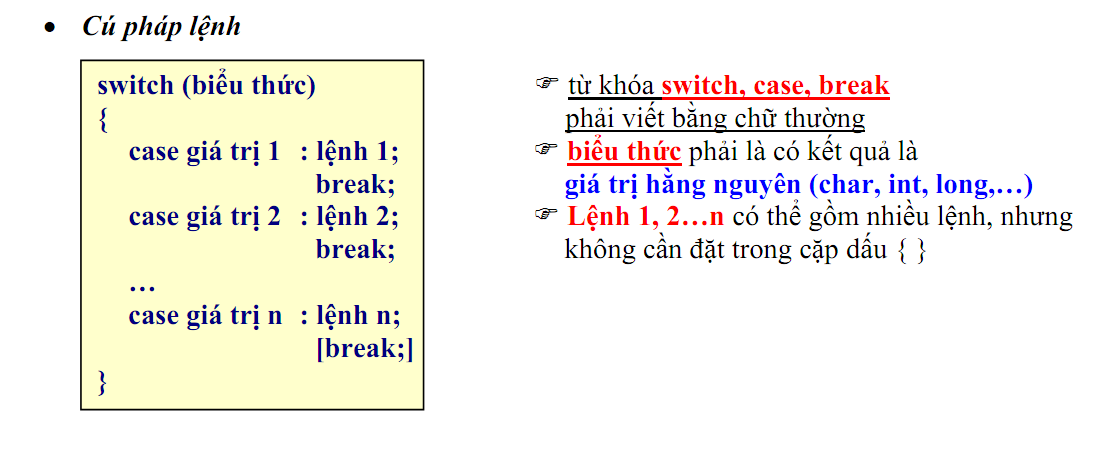 • Cú pháp lệnh
switch (biểu thức)
{
case giá trị 1 : lệnh 1;
break;
case giá trị 2 : lệnh 2;
break;
…
case giá trị n : lệnh n;
[break;]
}
☞ từ khóa switch, case, break
phải viết bằng chữ thường
☞ biểu thức phải là có kết quả là
giá trị hằng nguyên (char, int, long,…)
☞ Lệnh 1, 2…n có thể gồm nhiều lệnh, nhưng
không cần đặt trong cặp dấu { }